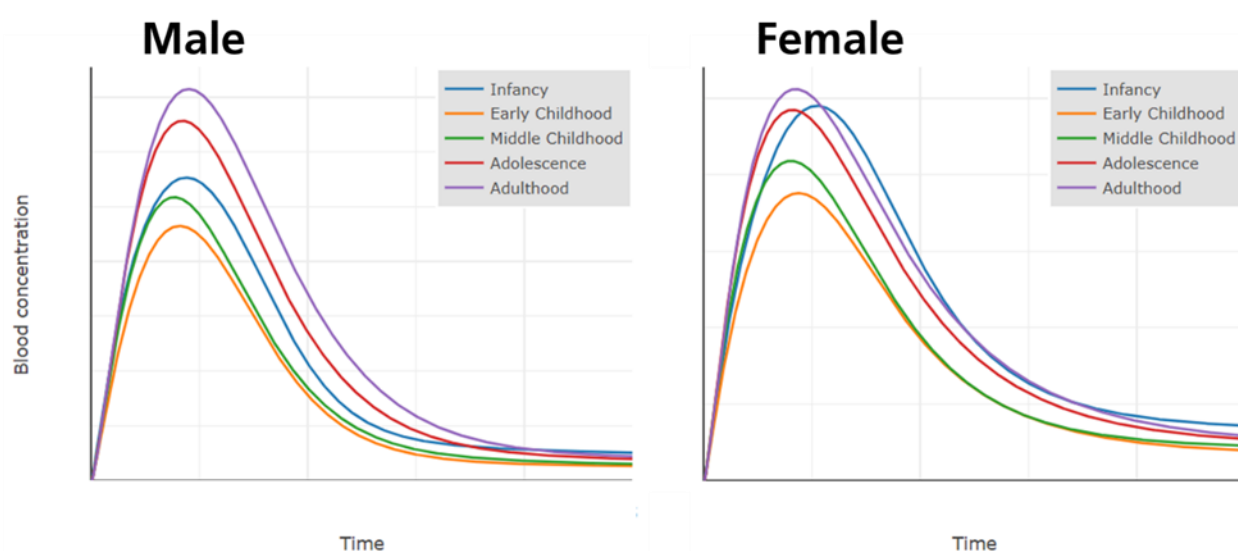 Male
Infancy
Early Childhood
Middle Childhood
Adolescence
Adulthood
Blood concentration
Time
Female
Infancy
Early Childhood
Middle Childhood
Adolescence
Adulthood
Time